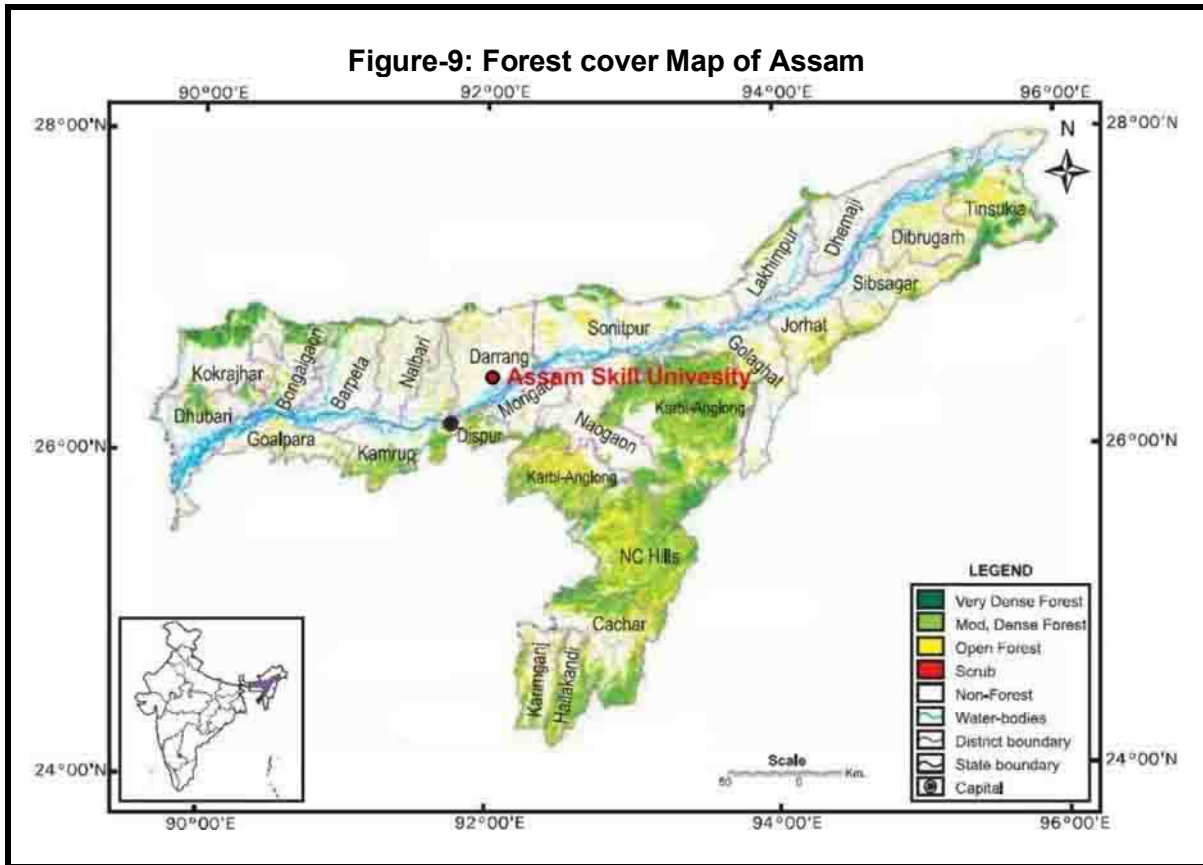 Figure-9: Forest cover Map of Assam
90°00'E 92°00'E 94°00'E 96°00'E
28°00'N 28°00'N
N
Tinsukia
Dhemaji
Dibrugarh
Lakhimpur
Sibsagar
Sonitpur
Jorhat
Darrang
Golaghat
Kokrajhar
Bongaigaon
Barpeta
Nalbari
Assam Skill Univesity
Morigaon
Karbi-Anglong
Dhubari
Naogaon
26°00'N 26°00'N
Goalpara
Dispur
Kamrup
Karbi-Anglong
NC Hills
Cachar
Karimganj
Hailakandi
LEGEND
Very Dense Forest
Mod, Dense Forest
Open Forest
Scrub
Non-Forest
Water-bodies
District boundary
State boundary
Capital
Scale
50 0 Km.
24°00'N 24°00'N
90°00'E 92°00'E 94°00'E 96°00'E